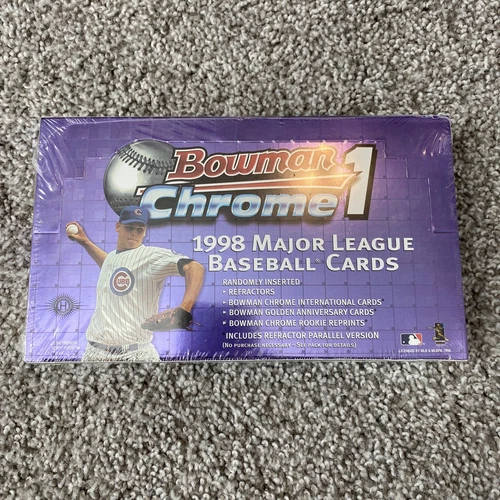 Bowman
Chrome 1
1998 MAJOR LEAGUE
BASEBALL® CARDS
RANDOMLY INSERTED
• REFRACTORS
• BOWMAN CHROME INTERNATIONAL CARDS*
• BOWMAN GOLDEN ANNIVERSARY CARDS*
• BOWMAN CHROME ROOKIE REPRINTS*
*INCLUDES REFRACTOR PARALLEL VERSION
(NO PURCHASE NECESSARY – SEE PACK FOR DETAILS)
H
UBS